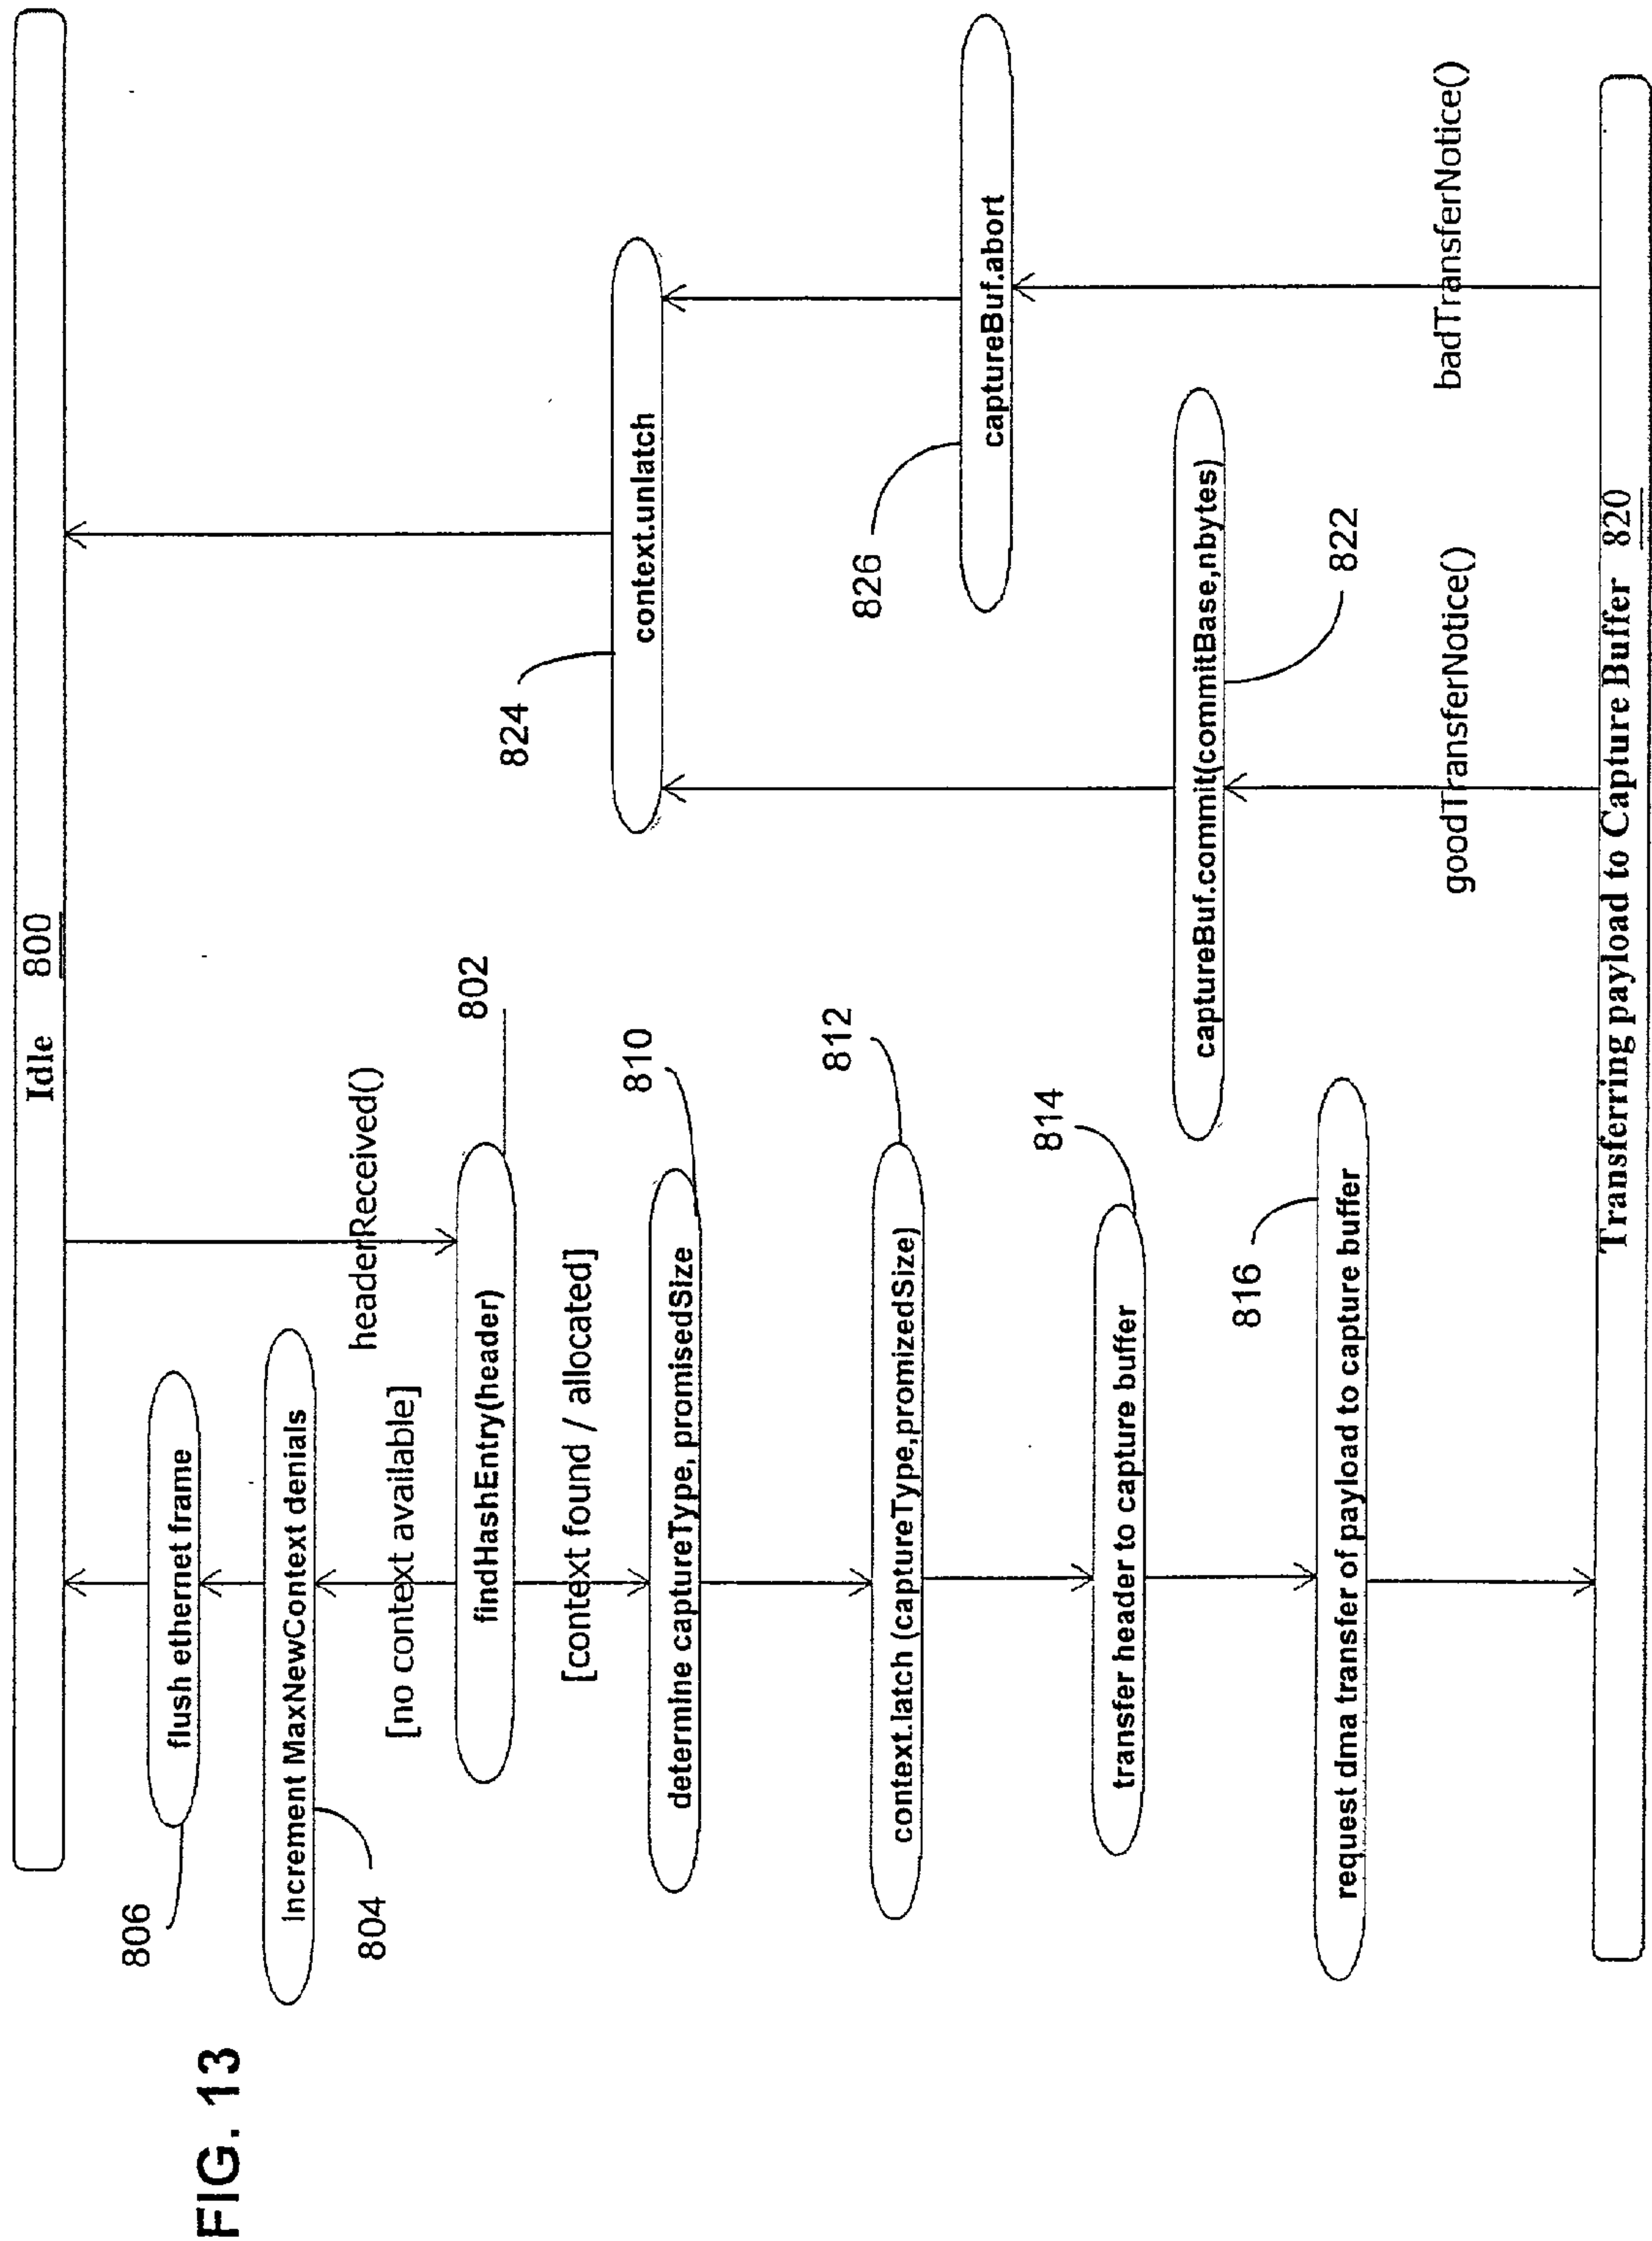 FIG. 13
Idle 800
806
flush ethernet frame
Increment MaxNewContext denials
804
[no context available]
headerReceived()
findHashEntry(header)
802
[context found / allocated]
determine captureType, promisedSize
810
context.latch (captureType,promizedSize)
812
transfer header to capture buffer
814
request dma transfer of payload to capture buffer
816
824
context.unlatch
826
captureBuf.abort
captureBuf.commit(commitBase,nbytes)
822
goodTransferNotice()
badTransferNotice()
Transferring payload to Capture Buffer 820